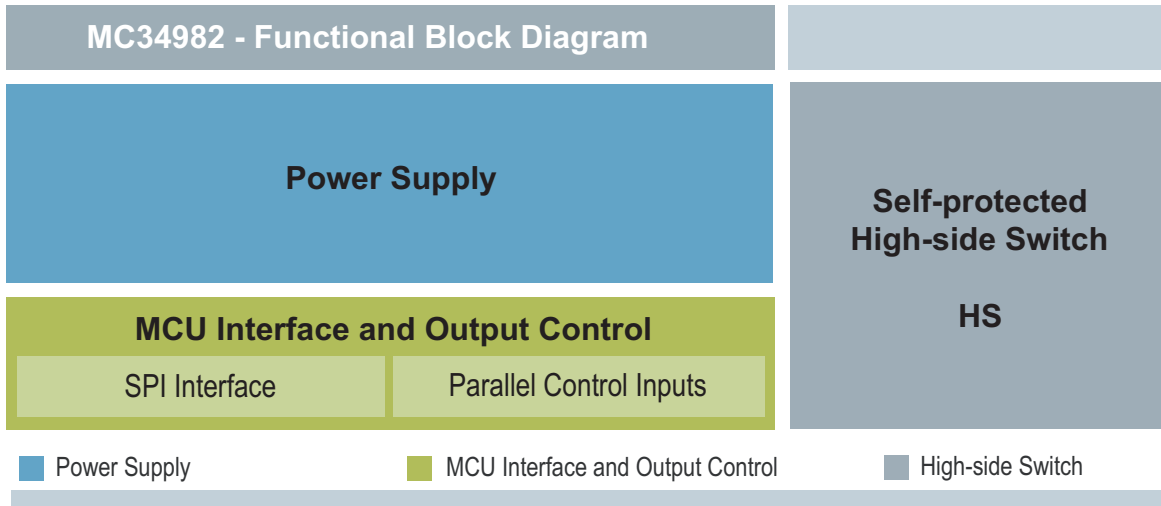 MC34982 - Functional Block Diagram
Power Supply
MCU Interface and Output Control
SPI Interface
Parallel Control Inputs
Self-protected
High-side Switch
HS
Power Supply
MCU Interface and Output Control
High-side Switch